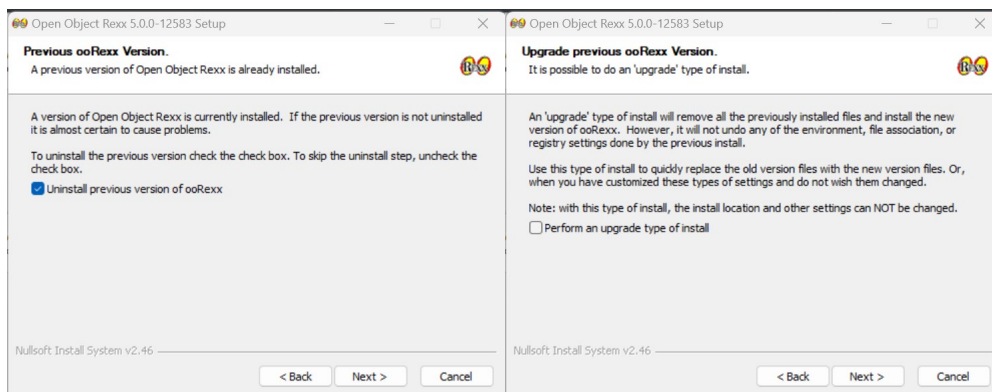 Open Object Rexx 5.0.0-12583 Setup
Previous ooRexx Version.
A previous version of Open Object Rexx is already installed.
Rexx
A version of Open Object Rexx is currently installed. If the previous version is not uninstalled
it is almost certain to cause problems.
To uninstall the previous version check the check box. To skip the uninstall step, uncheck the
check box.
Uninstall previous version of ooRexx
Nullsoft Install System v2.46
< Back
Next >
Cancel
Open Object Rexx 5.0.0-12583 Setup
Upgrade previous ooRexx Version.
It is possible to do an 'upgrade' type of install.
Rexx
An 'upgrade' type of install will remove all the previously installed files and install the new
version of ooRexx. However, it will not undo any of the environment, file association, or
registry settings done by the previous install.
Use this type of install to quickly replace the old version files with the new version files. Or,
when you have customized these types of settings and do not wish them changed.
Note: with this type of install, the install location and other settings can NOT be changed.
Perform an upgrade type of install
Nullsoft Install System v2.46
< Back
Next >
Cancel